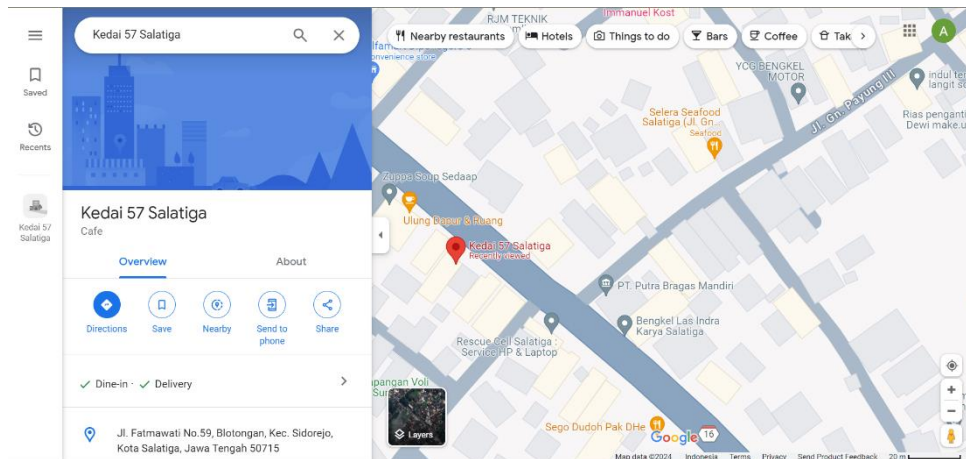 Kedai 57 Salatiga
Saved
Recents
Kedai 57
Salatiga
Kedai 57 Salatiga
Cafe
Overview
About
Directions
Save
Nearby
Send to
phone
Share
Dine-in · Delivery
Jl. Fatmawati No.59, Blotongan, Kec. Sidorejo,
Kota Salatiga, Jawa Tengah 50715
Immanuel Kost
RJM TEKNIK
Nearby restaurants
Hotels
Things to do
Bars
Coffee
Tak
A
convenience store
YCG BENGKEL
MOTOR
Jl. Gn. Payung III
Selera Seafood
Salatiga (Jl. Gn...
Seafood
Rias pengant
Dewi make.u
Zuppa Soup Sedaap
Ulung Dapur & Ruang
Kedai 57 Salatiga
Recently viewed
PT. Putra Bragas Mandiri
Bengkel Las Indra
Karya Salatiga
Rescue Cell Salatiga :
Service HP & Laptop
Layers
Sego Dudoh Pak DHe
Google
16
Map data ©2024 Indonesia Terms Privacy Send Product Feedback 20 m